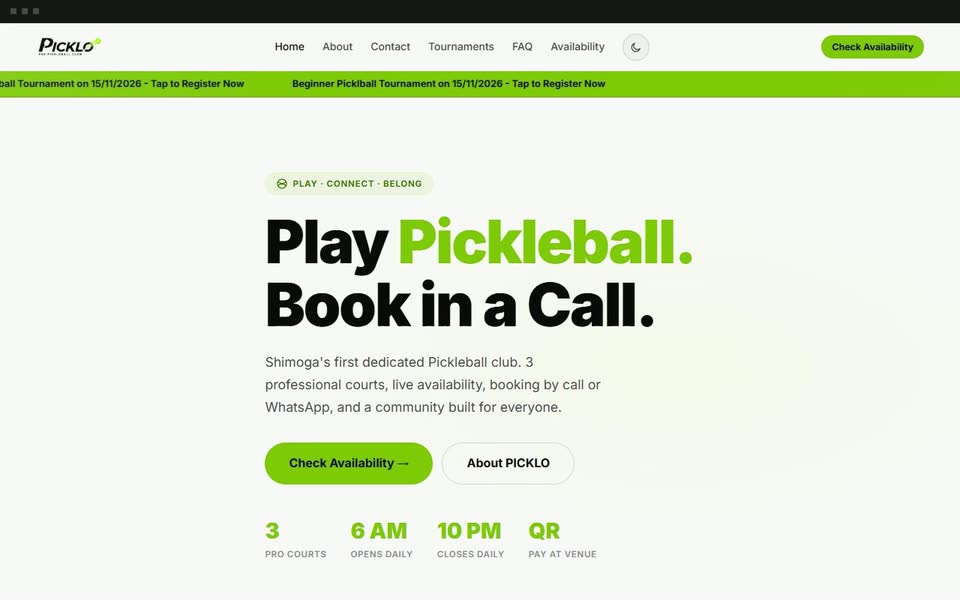 PICKLO
THE PICKLEBALL CLUB
Home
About
Contact
Tournaments
FAQ
Availability
Check Availability
ball Tournament on 15/11/2026 - Tap to Register Now
Beginner Picklball Tournament on 15/11/2026 - Tap to Register Now
PLAY · CONNECT · BELONG
Play Pickleball.
Book in a Call.
Shimoga's first dedicated Pickleball club. 3
professional courts, live availability, booking by call or
WhatsApp, and a community built for everyone.
Check Availability →
About PICKLO
3
PRO COURTS
6 AM
OPENS DAILY
10 PM
CLOSES DAILY
QR
PAY AT VENUE